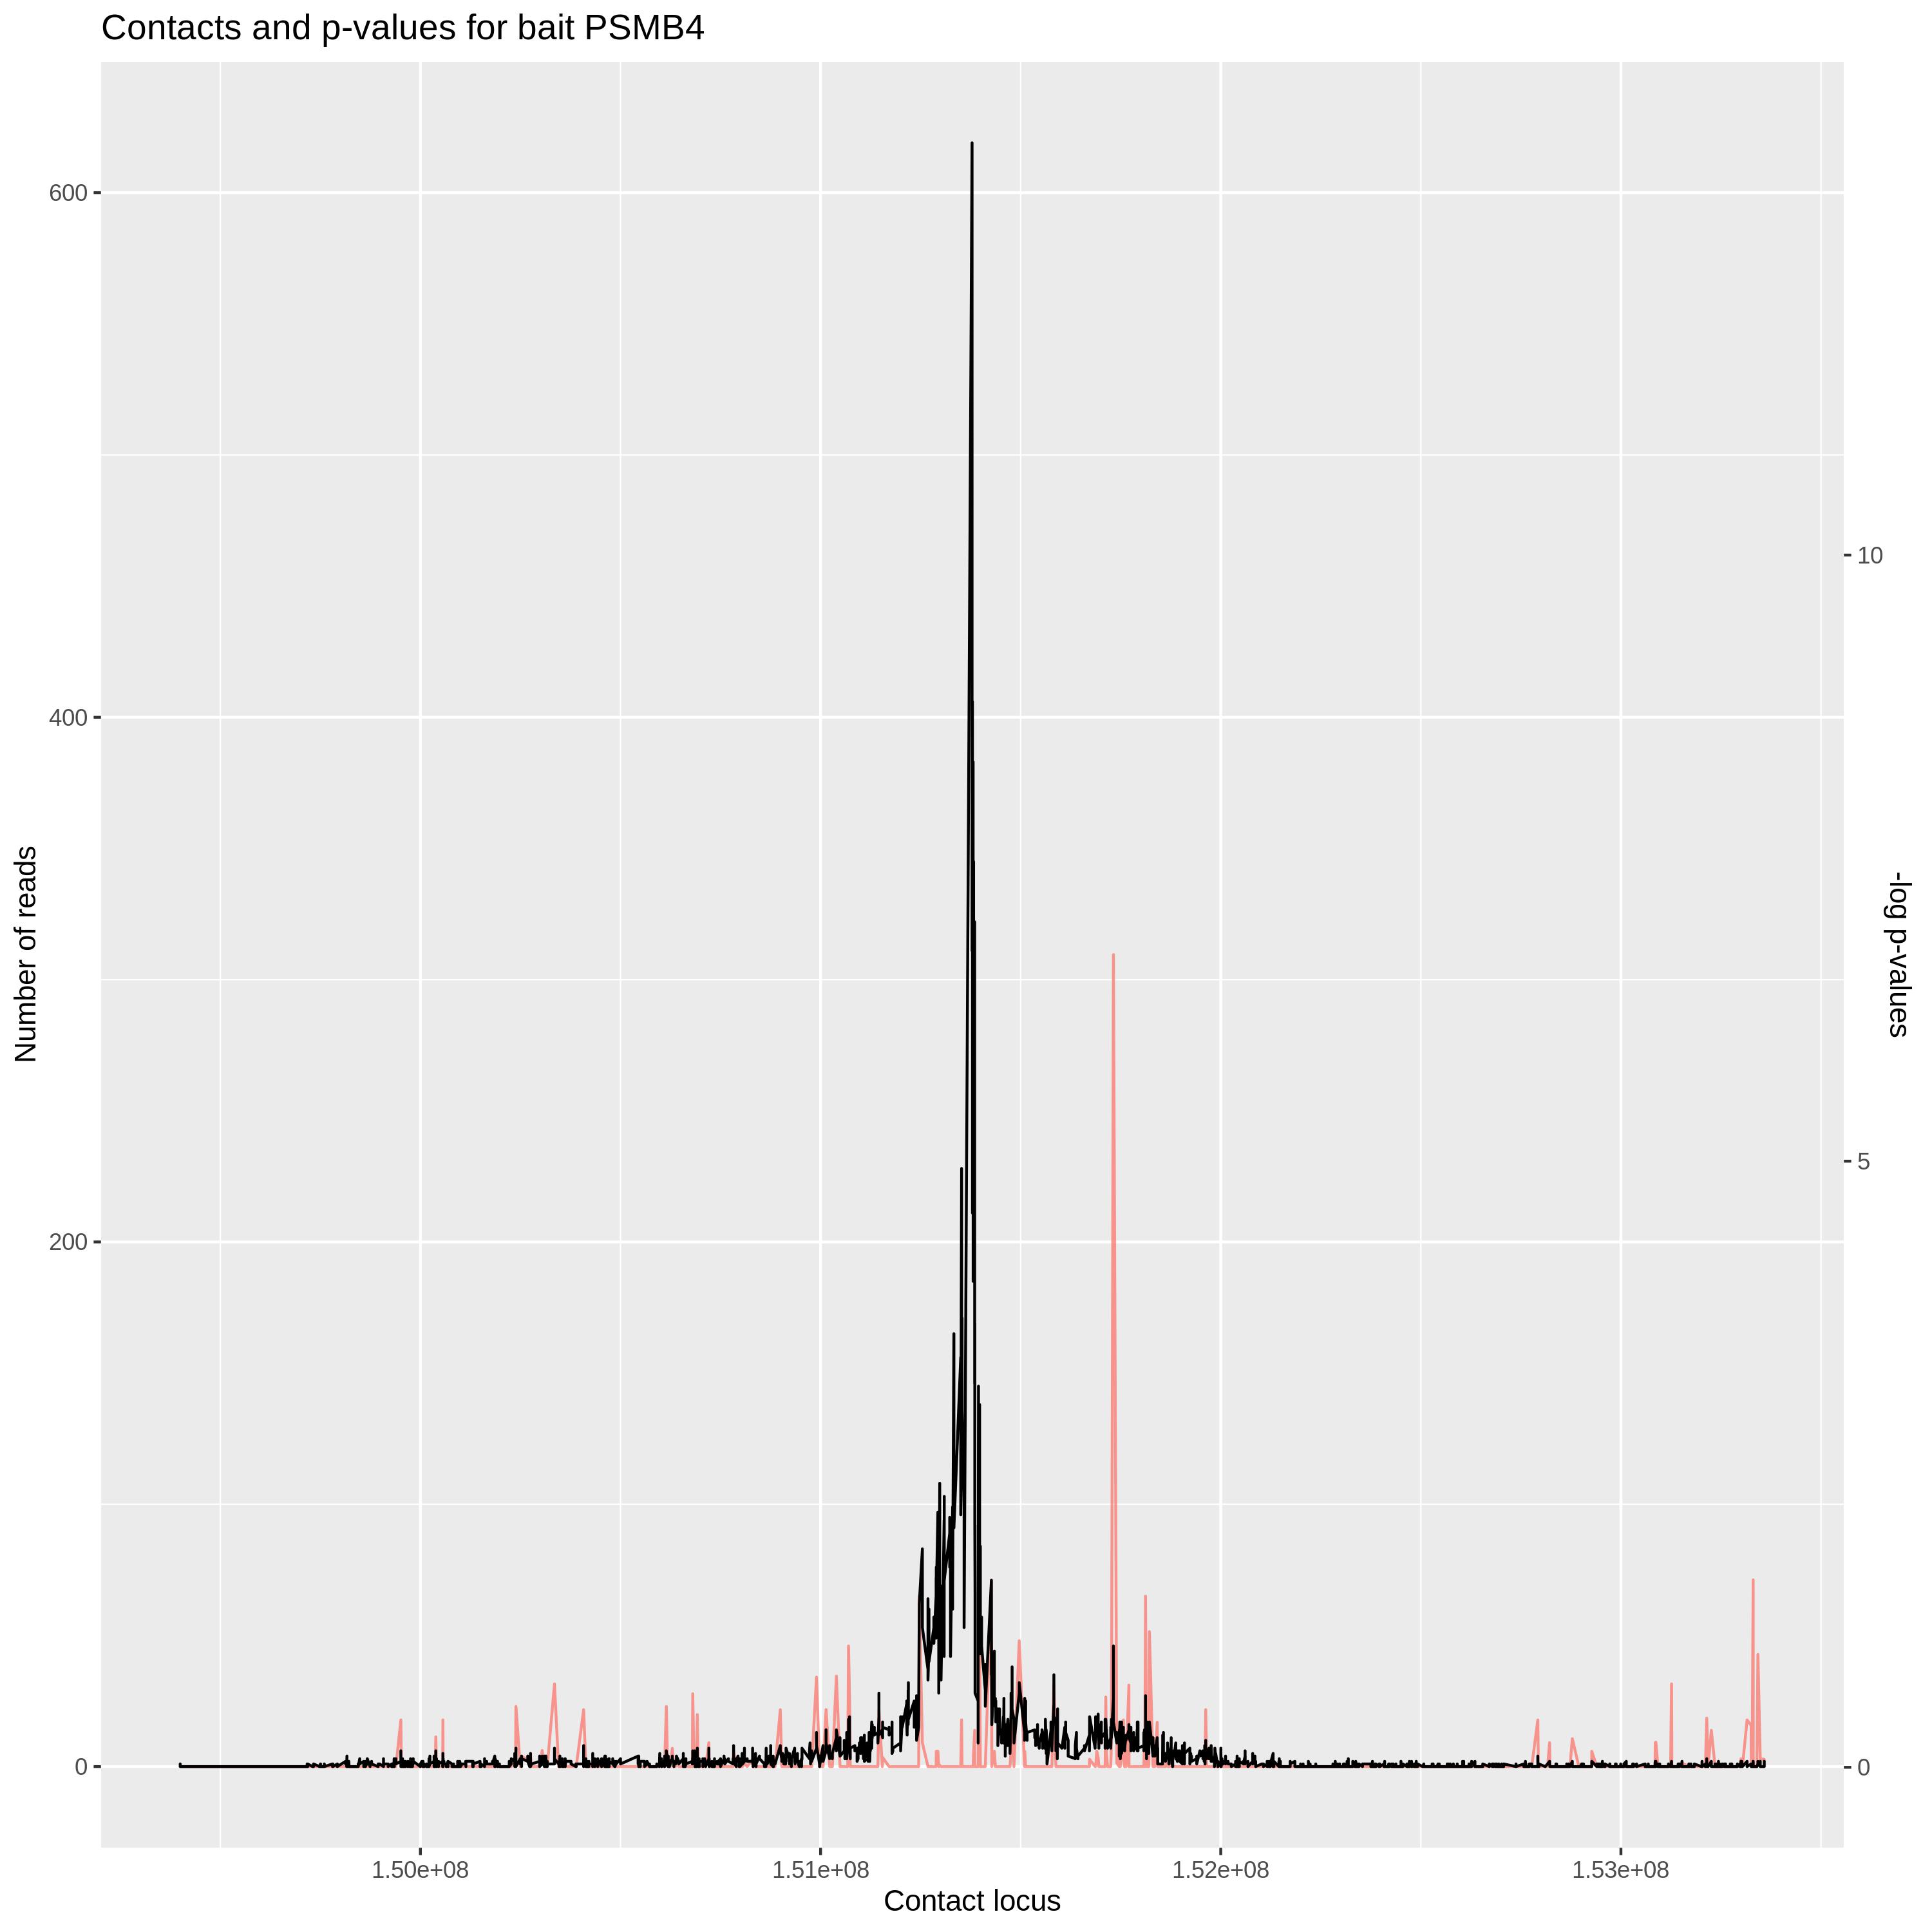 Contacts and p-values for bait PSMB4
600
400
200
0
Number of reads
10
5
0
-log p-values
1.50e+08
1.51e+08
1.52e+08
1.53e+08
Contact locus